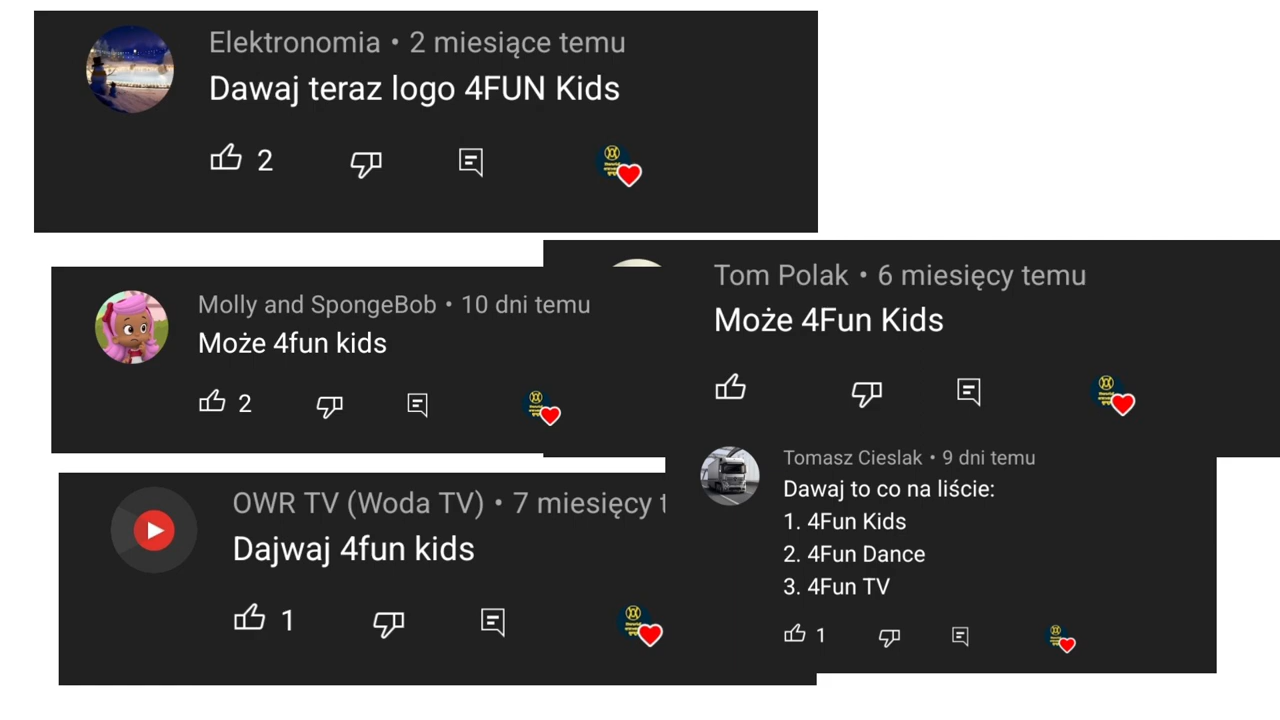 Elektronomia • 2 miesiące temu
Dawaj teraz logo 4FUN Kids
2
Molly and SpongeBob • 10 dni temu
Może 4fun kids
2
Tom Polak • 6 miesięcy temu
Może 4Fun Kids
OWR TV (Woda TV) • 7 miesięcy t
Dajwaj 4fun kids
1
Tomasz Cieslak • 9 dni temu
Dawaj to co na liście:
1. 4Fun Kids
2. 4Fun Dance
3. 4Fun TV
1